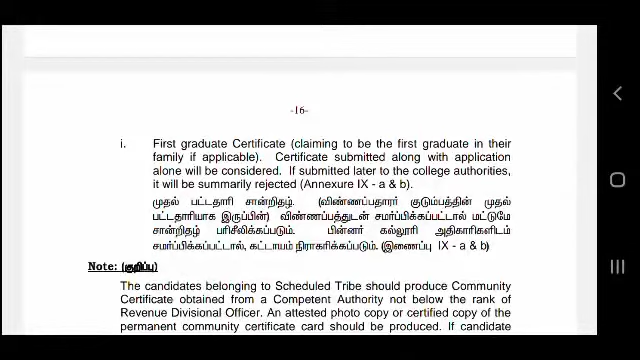 -16-
i. First graduate Certificate (claiming to be the first graduate in their
family if applicable). Certificate submitted along with application
alone will be considered. If submitted later to the college authorities,
it will be summarily rejected (Annexure IX - a & b).
முதல் பட்டதாரி சான்றிதழ். (விண்ணப்பதாரர் குடும்பத்தின் முதல்
பட்டதாரியாக இருப்பின்) விண்ணப்பத்துடன் சமர்ப்பிக்கப்பட்டால் மட்டுமே
சான்றிதழ் பரிசீலிக்கப்படும். பின்னர் கல்லூரி அதிகாரிகளிடம்
சமர்ப்பிக்கப்பட்டால், கட்டாயம் நிராகரிக்கப்படும். (இணைப்பு IX - a & b)
Note: (குறிப்பு)
The candidates belonging to Scheduled Tribe should produce Community
Certificate obtained from a Competent Authority not below the rank of
Revenue Divisional Officer. An attested photo copy or certified copy of the
permanent community certificate card should be produced. If candidate